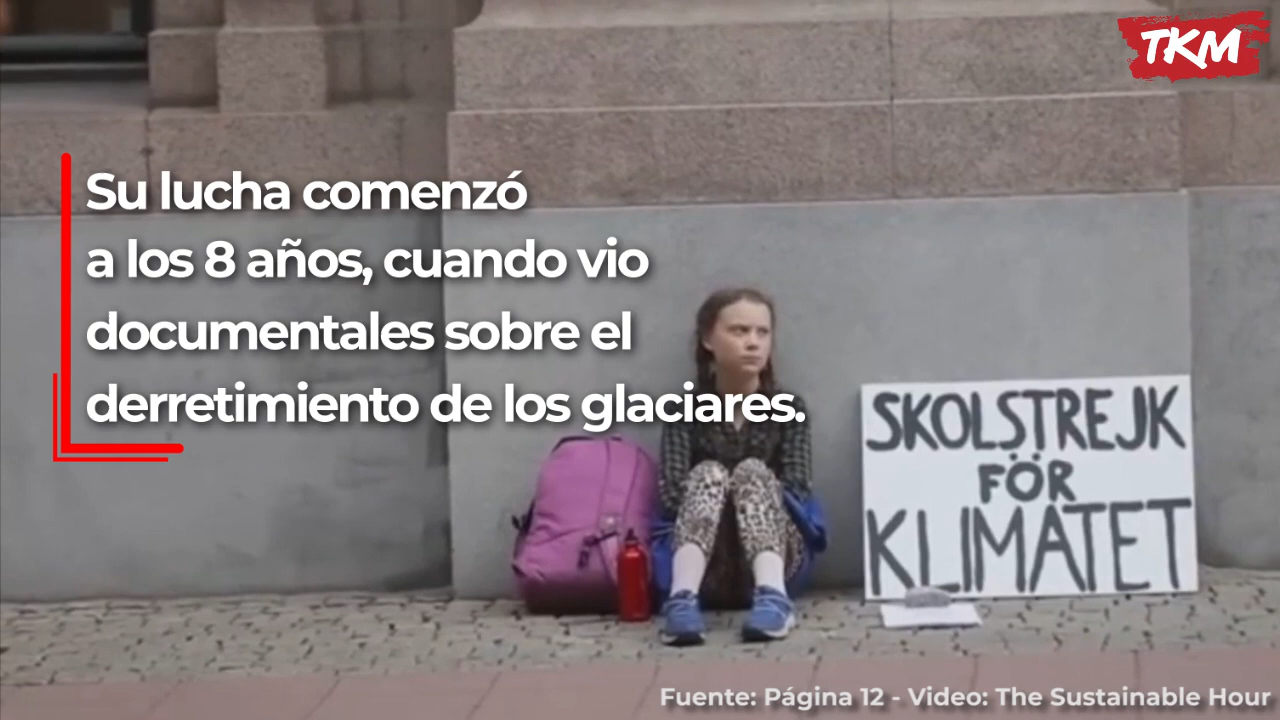 TKM
Su lucha comenzó
a los 8 años, cuando vio
documentales sobre el
derretimiento de los glaciares.
SKOLSTREJK
FÖR
KLIMATET
Fuente: Página 12 - Video: The Sustainable Hour